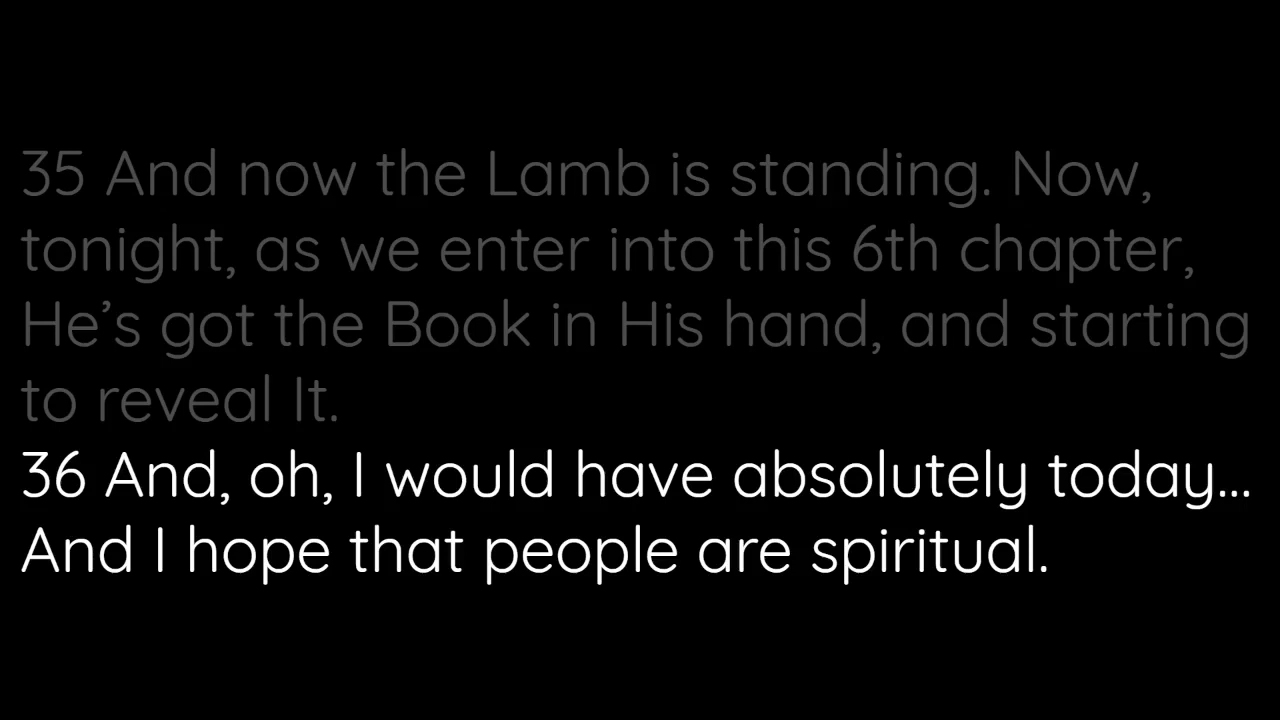 35 And now the Lamb is standing. Now,
tonight, as we enter into this 6th chapter,
He’s got the Book in His hand, and starting
to reveal It.
36 And, oh, I would have absolutely today...
And I hope that people are spiritual.